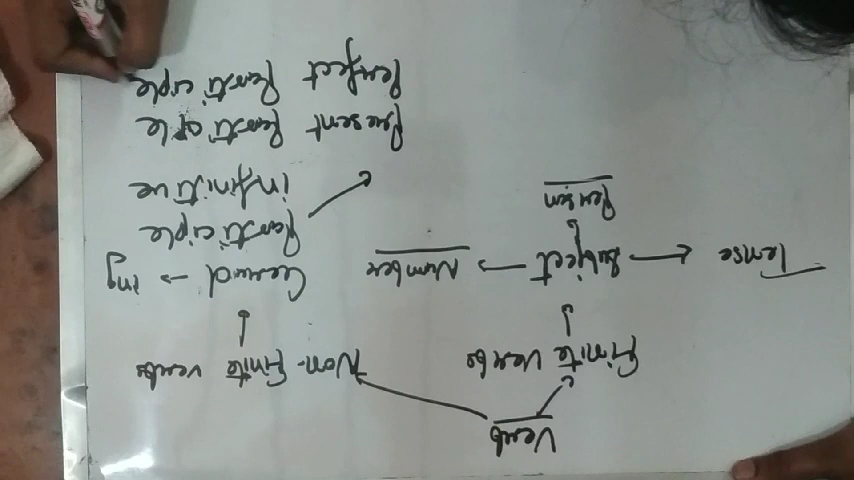 Verb
Finite verbs Non-finite verbs
Tense Subject Number Gerund → ing
Person Participle
infinitive
Present Participle
Perfect Participle